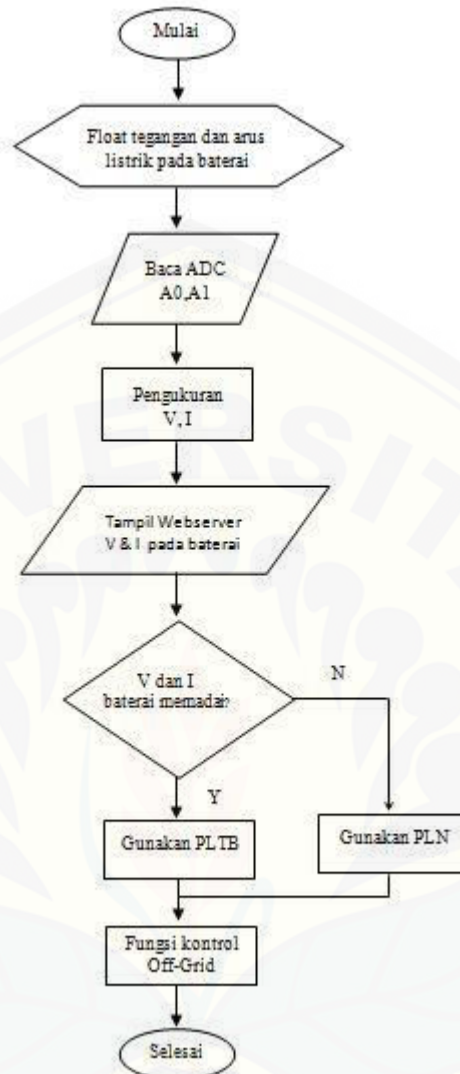 Mulai
Float tegangan dan arus
listrik pada baterai
Baca ADC
A0,A1
Pengukuran
V, I
Tampil Webserver
V & I pada baterai
V dan I
baterai memadai?
N
Y
Gunakan PLTB
Gunakan PLN
Fungsi kontrol
Off-Grid
Selesai